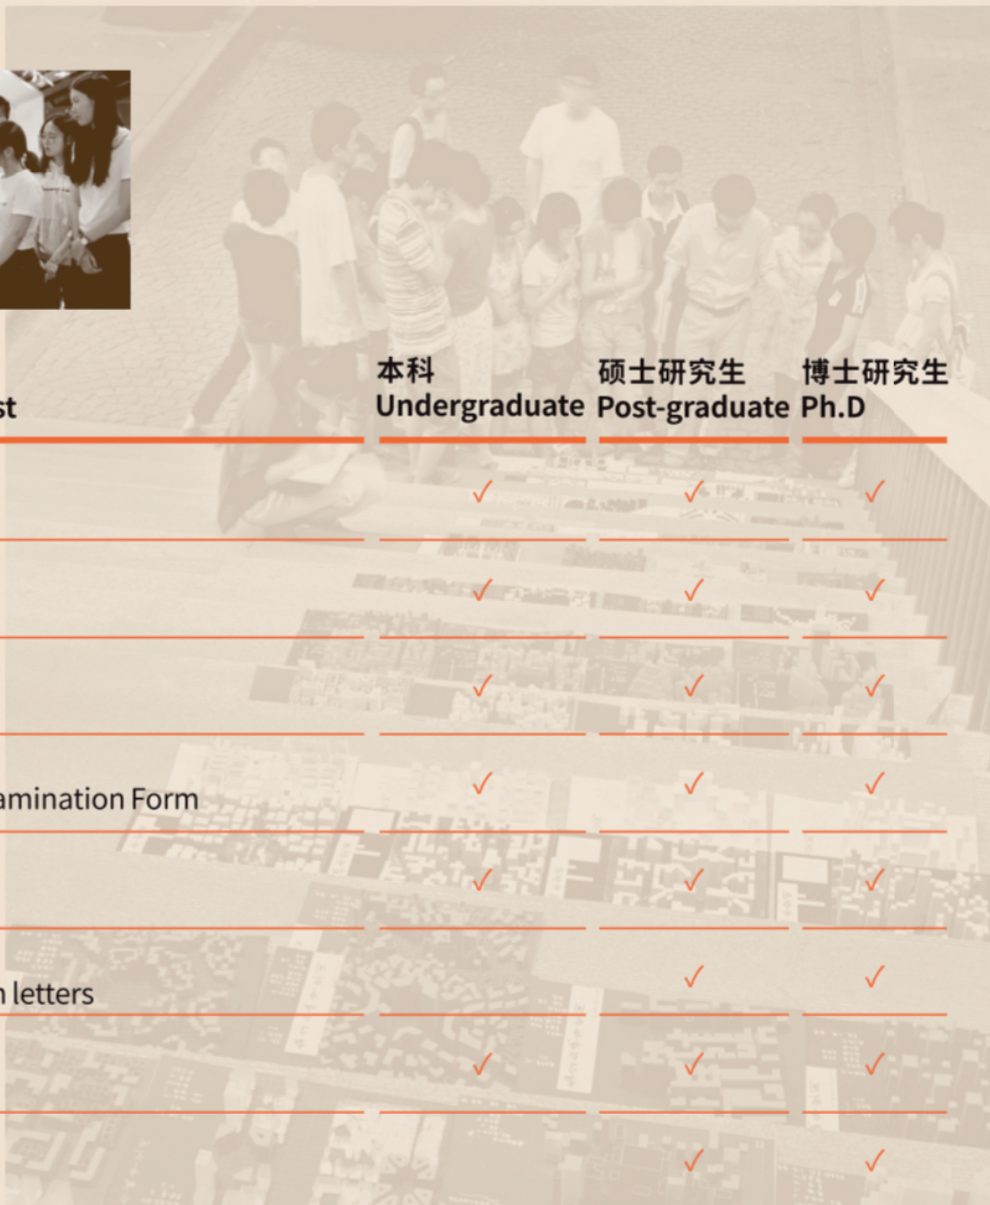 本科 硕士研究生 博士研究生
st Undergraduate Post-graduate Ph.D
✓ ✓ ✓
✓ ✓ ✓
✓ ✓ ✓
amination Form ✓ ✓ ✓
✓ ✓ ✓
n letters ✓ ✓
✓ ✓ ✓
✓ ✓